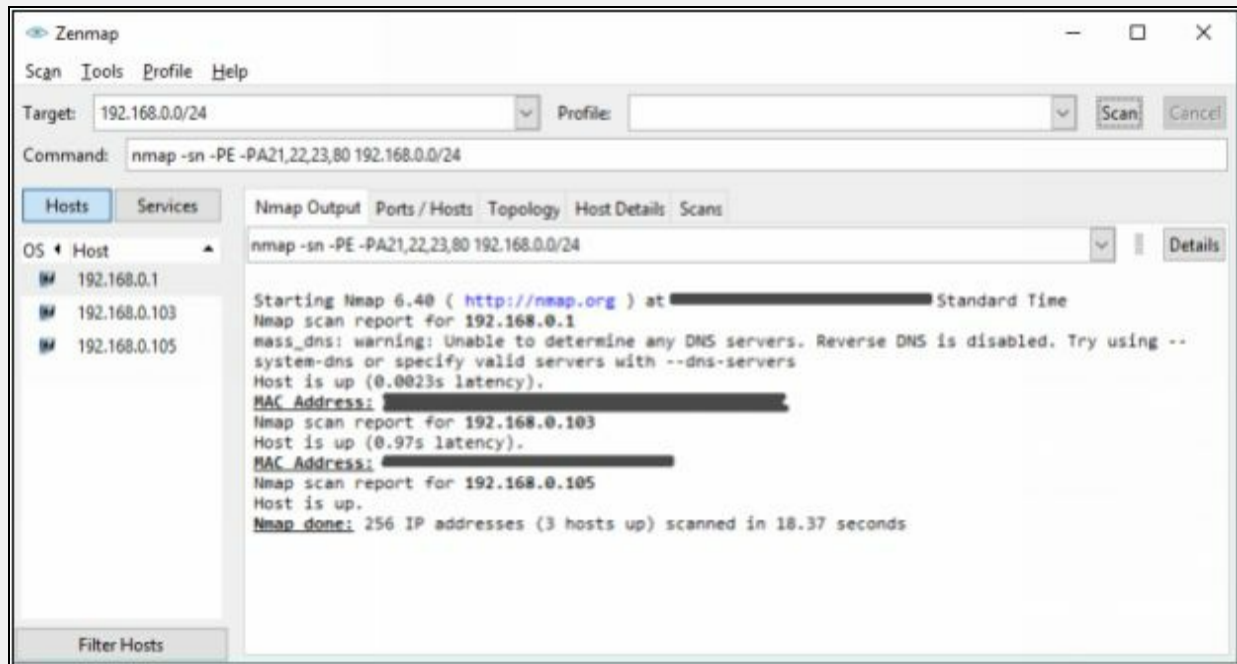 Zenmap
Scan Tools Profile Help
Target: 192.168.0.0/24 Profile: Scan Cancel
Command: nmap -sn -PE -PA21,22,23,80 192.168.0.0/24
Hosts Services Nmap Output Ports / Hosts Topology Host Details Scans
OS Host nmap -sn -PE -PA21,22,23,80 192.168.0.0/24 Details
192.168.0.1
192.168.0.103
192.168.0.105
Starting Nmap 6.40 ( http://nmap.org ) at Standard Time
Nmap scan report for 192.168.0.1
mass_dns: warning: Unable to determine any DNS servers. Reverse DNS is disabled. Try using --
system-dns or specify valid servers with --dns-servers
Host is up (0.0023s latency).
MAC Address:
Nmap scan report for 192.168.0.103
Host is up (0.97s latency).
MAC Address:
Nmap scan report for 192.168.0.105
Host is up.
Nmap done: 256 IP addresses (3 hosts up) scanned in 18.37 seconds
Filter Hosts